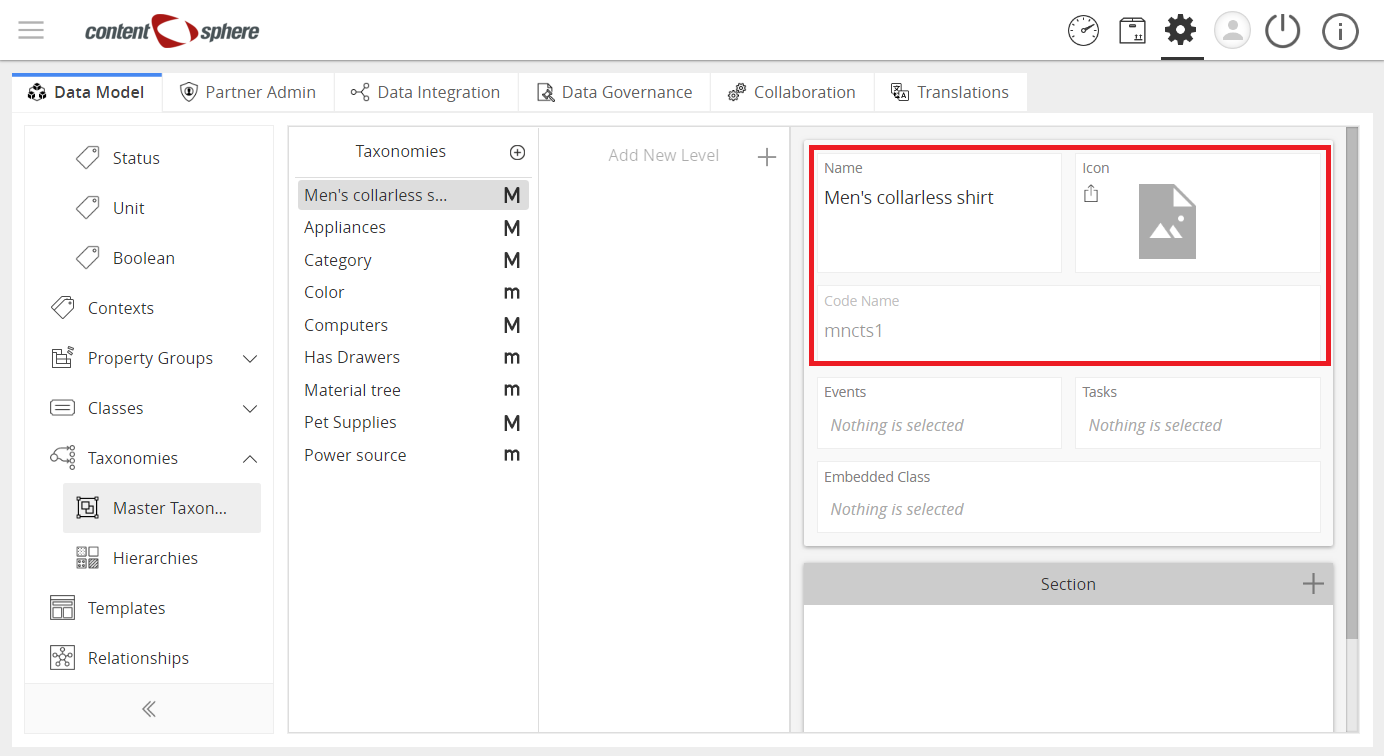 content sphere
Data Model
Partner Admin
Data Integration
Data Governance
Collaboration
Translations
Status
Unit
Boolean
Contexts
Property Groups
Classes
Taxonomies
Master Taxon...
Hierarchies
Templates
Relationships
Taxonomies
Men's collarless s... M
Appliances M
Category M
Color m
Computers M
Has Drawers m
Material tree m
Pet Supplies M
Power source m
Add New Level
Name
Men's collarless shirt
Icon
Code Name
mncts1
Events
Nothing is selected
Tasks
Nothing is selected
Embedded Class
Nothing is selected
Section